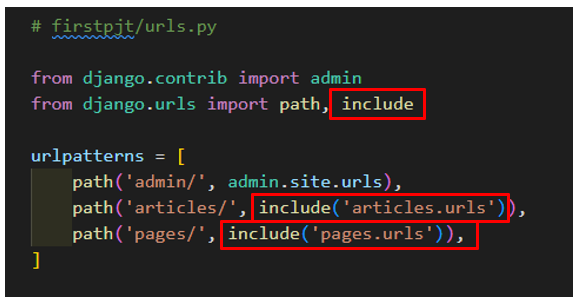 # firstpjt/urls.py
from django.contrib import admin
from django.urls import path, include
urlpatterns = [
    path('admin/', admin.site.urls),
    path('articles/', include('articles.urls')),
    path('pages/', include('pages.urls')),
]